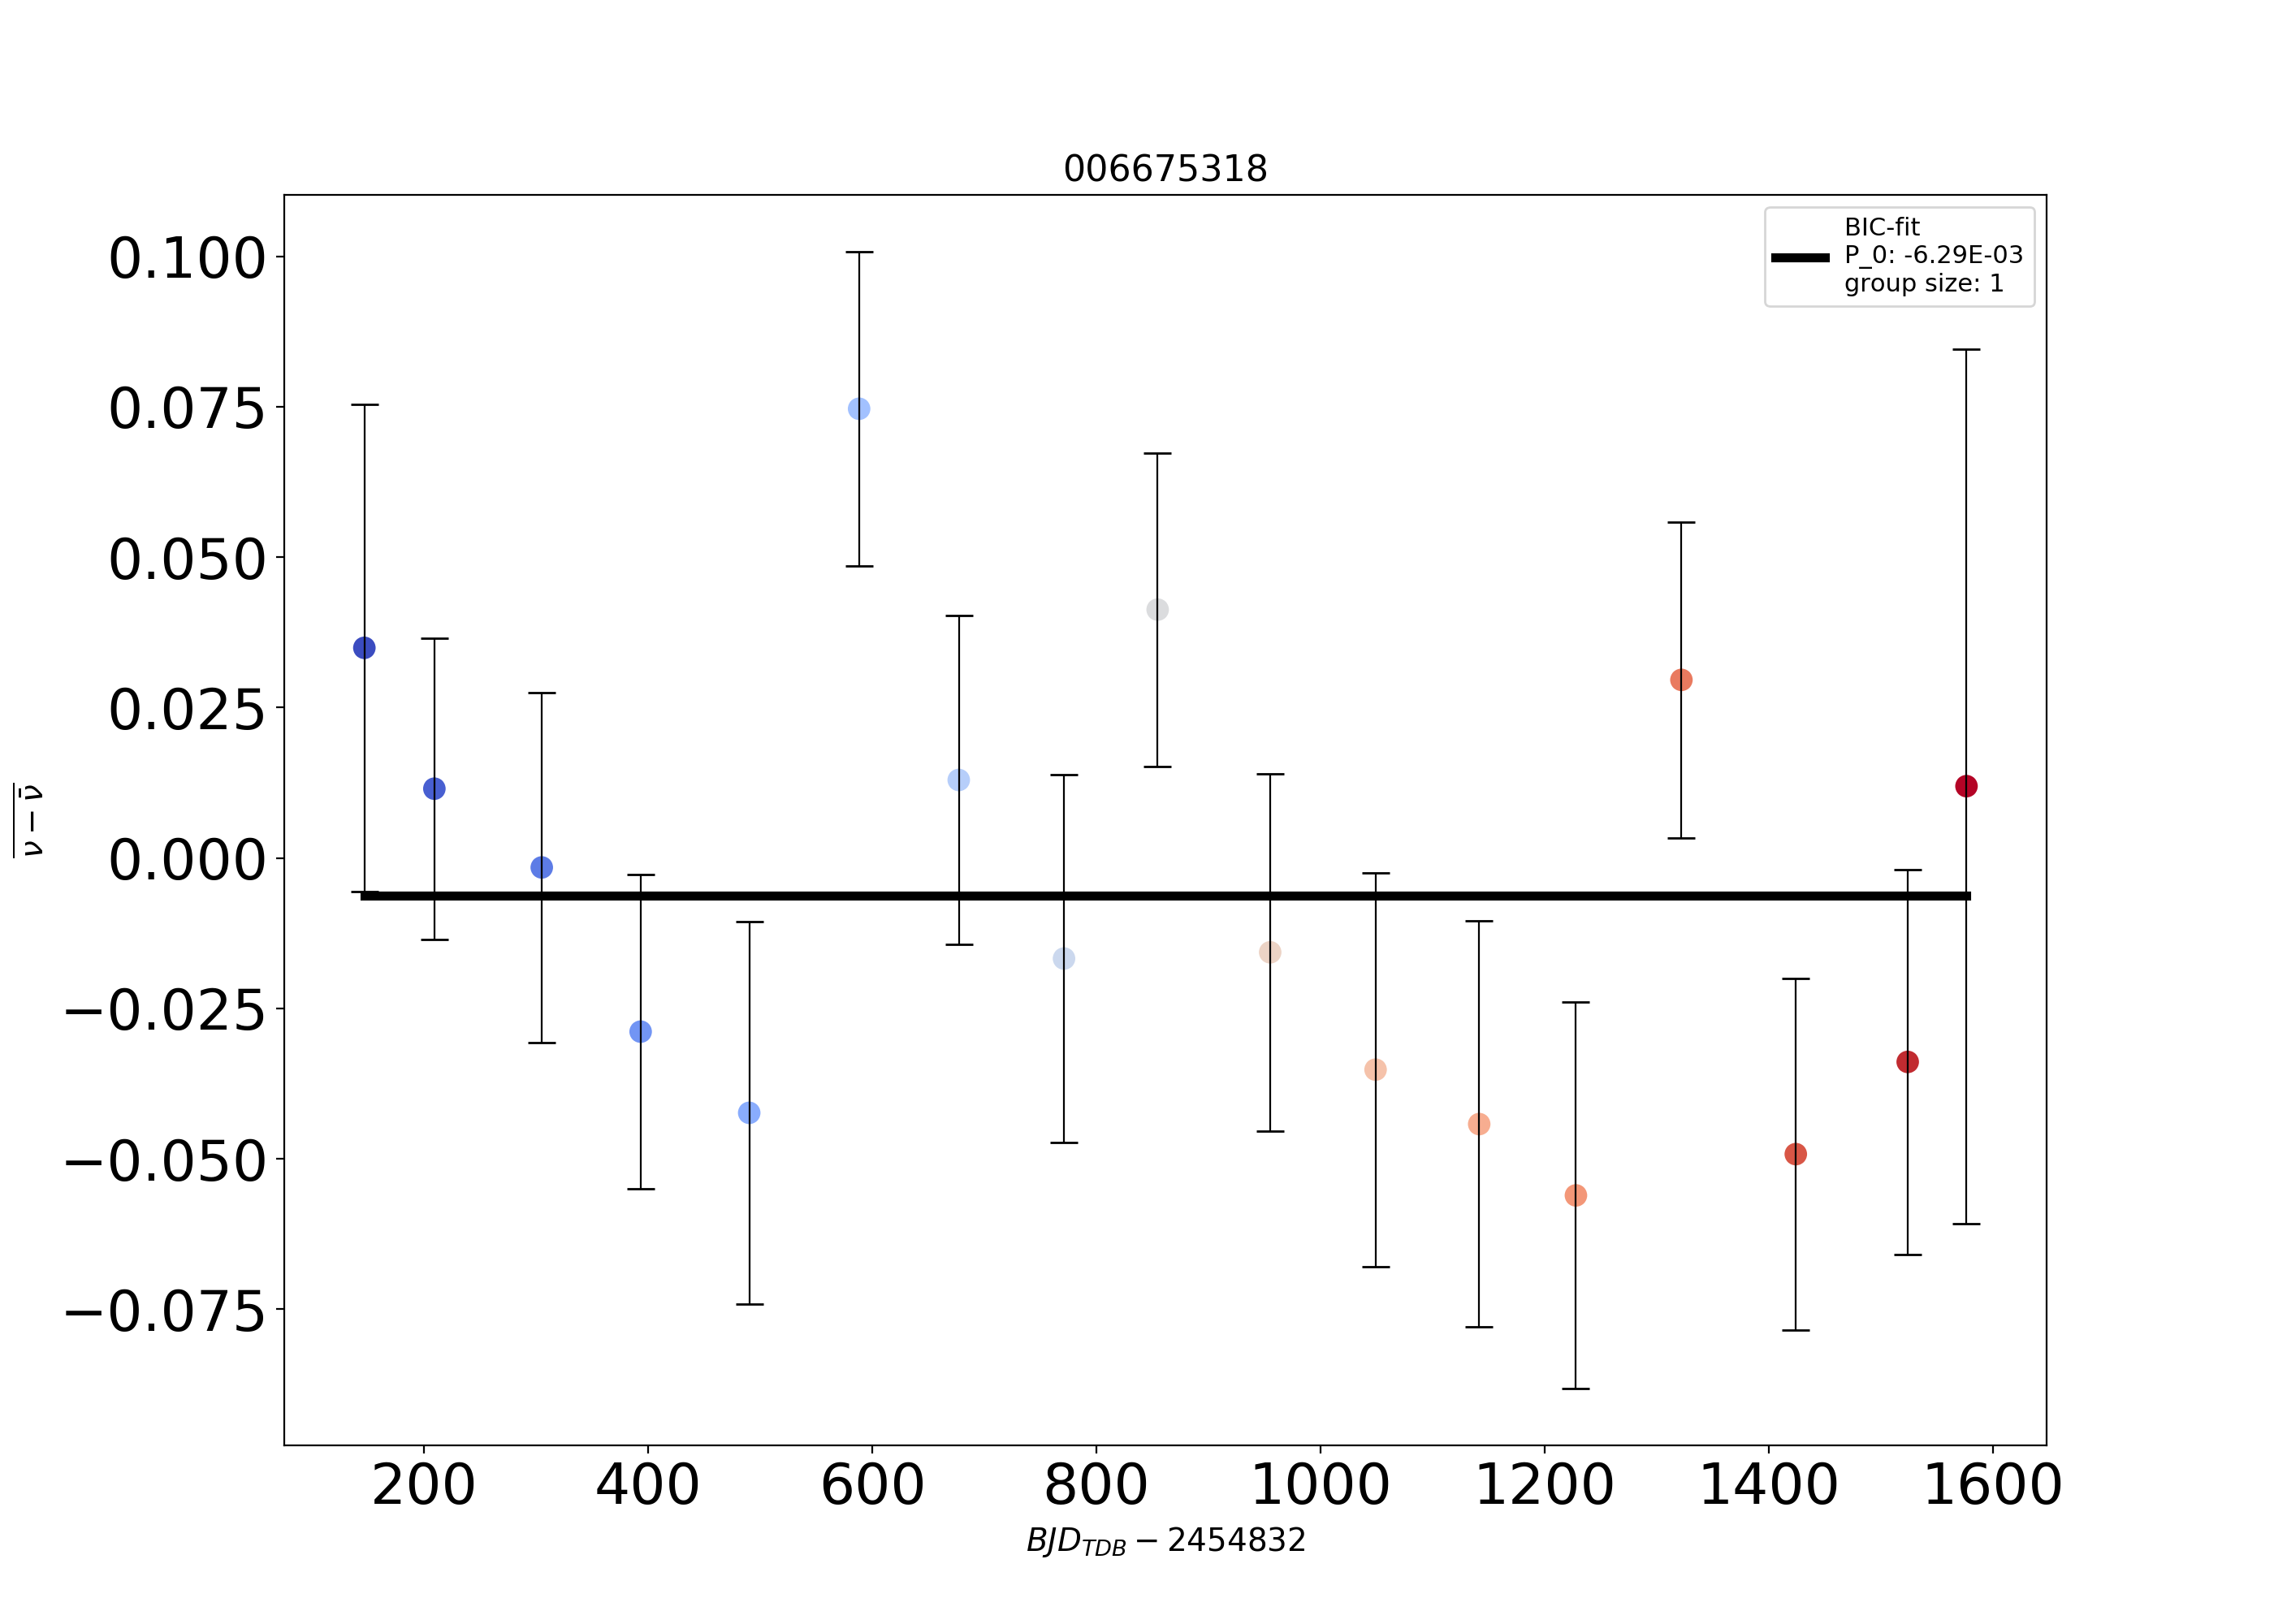 006675318
BIC-fit
P_0: -6.29E-03
group size: 1
0.100
0.075
0.050
0.025
0.000
−0.025
−0.050
−0.075
ν − ν̄
200 400 600 800 1000 1200 1400 1600
BJD_TDB − 2454832